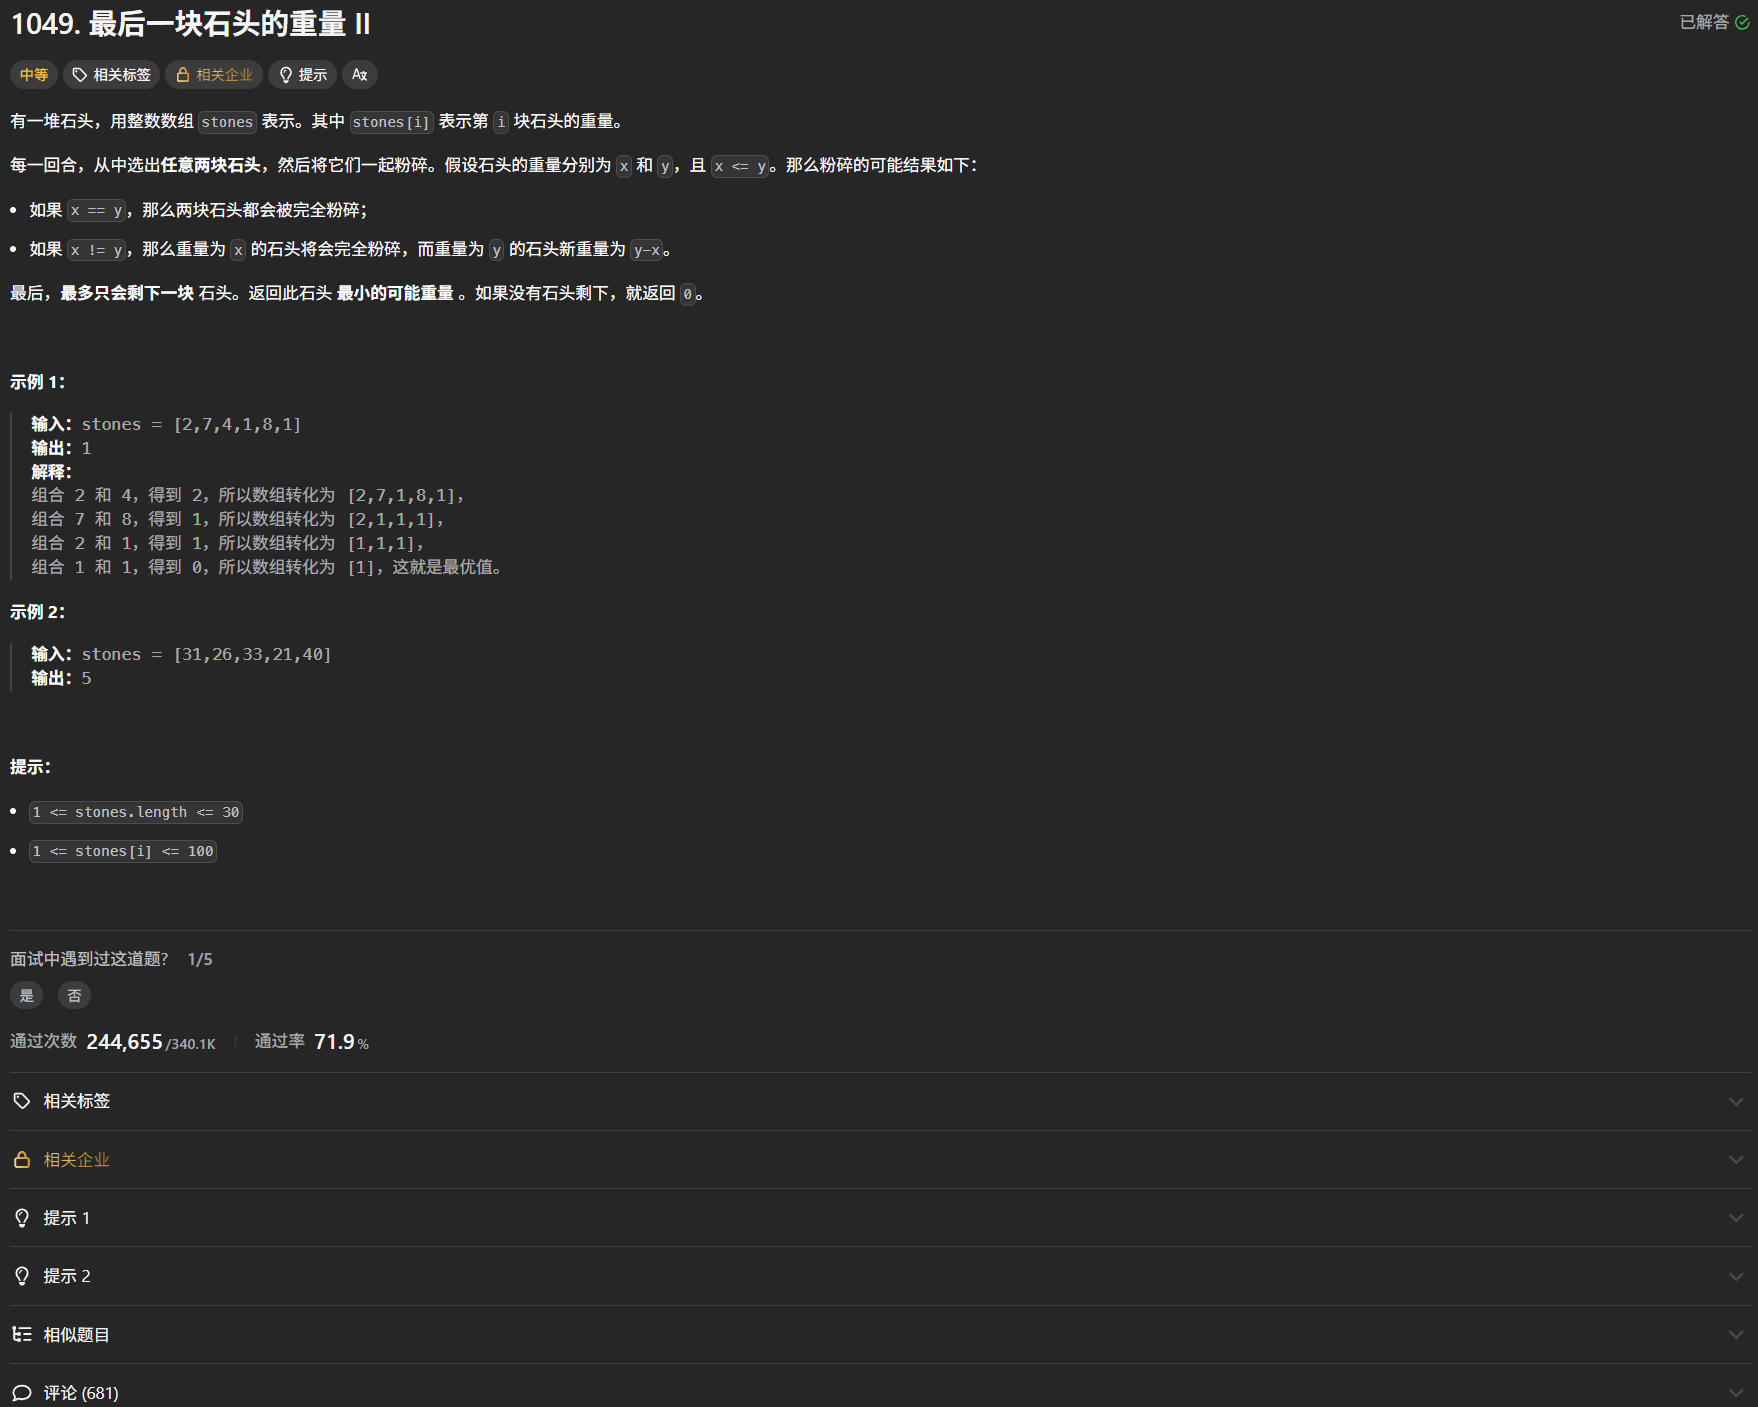 1049. 最后一块石头的重量 II
已解答
中等 相关标签 相关企业 提示
有一堆石头，用整数数组 stones 表示。其中 stones[i] 表示第 i 块石头的重量。
每一回合，从中选出任意两块石头，然后将它们一起粉碎。假设石头的重量分别为 x 和 y，且 x <= y。那么粉碎的可能结果如下：
如果 x == y，那么两块石头都会被完全粉碎；
如果 x != y，那么重量为 x 的石头将会完全粉碎，而重量为 y 的石头新重量为 y-x。
最后，最多只会剩下一块 石头。返回此石头 最小的可能重量 。如果没有石头剩下，就返回 0。
示例 1：
输入：stones = [2,7,4,1,8,1]
输出：1
解释：
组合 2 和 4，得到 2，所以数组转化为 [2,7,1,8,1]，
组合 7 和 8，得到 1，所以数组转化为 [2,1,1,1]，
组合 2 和 1，得到 1，所以数组转化为 [1,1,1]，
组合 1 和 1，得到 0，所以数组转化为 [1]，这就是最优值。
示例 2：
输入：stones = [31,26,33,21,40]
输出：5
提示：
1 <= stones.length <= 30
1 <= stones[i] <= 100
面试中遇到过这道题? 1/5
是 否
通过次数 244,655/340.1K 通过率 71.9%
相关标签
相关企业
提示 1
提示 2
相似题目
评论 (681)